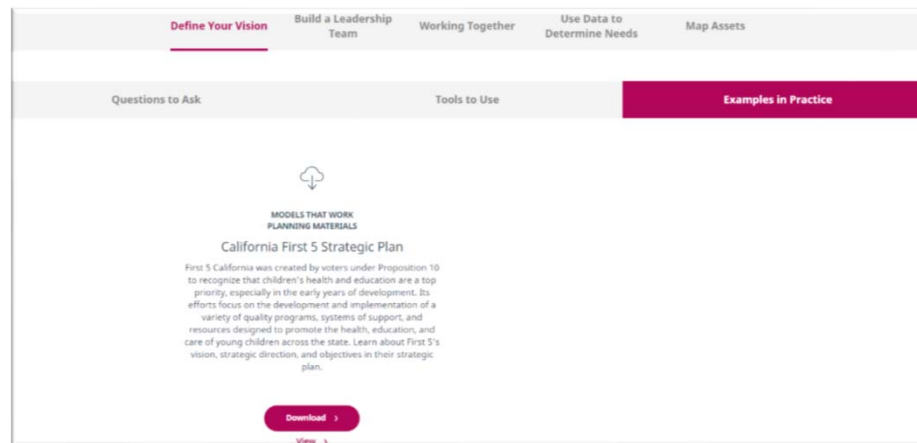 Define Your Vision
Build a Leadership
Team
Working Together
Use Data to
Determine Needs
Map Assets
Questions to Ask
Tools to Use
Examples in Practice
MODELS THAT WORK
PLANNING MATERIALS
California First 5 Strategic Plan
First 5 California was created by voters under Proposition 10
to recognize that children's health and education are a top
priority, especially in the early years of development. Its
efforts focus on the development and implementation of a
variety of quality programs, systems of support, and
resources designed to promote the health, education, and
care of young children across the state. Learn about First 5's
vision, strategic direction, and objectives in their strategic
plan.
Download >
View >